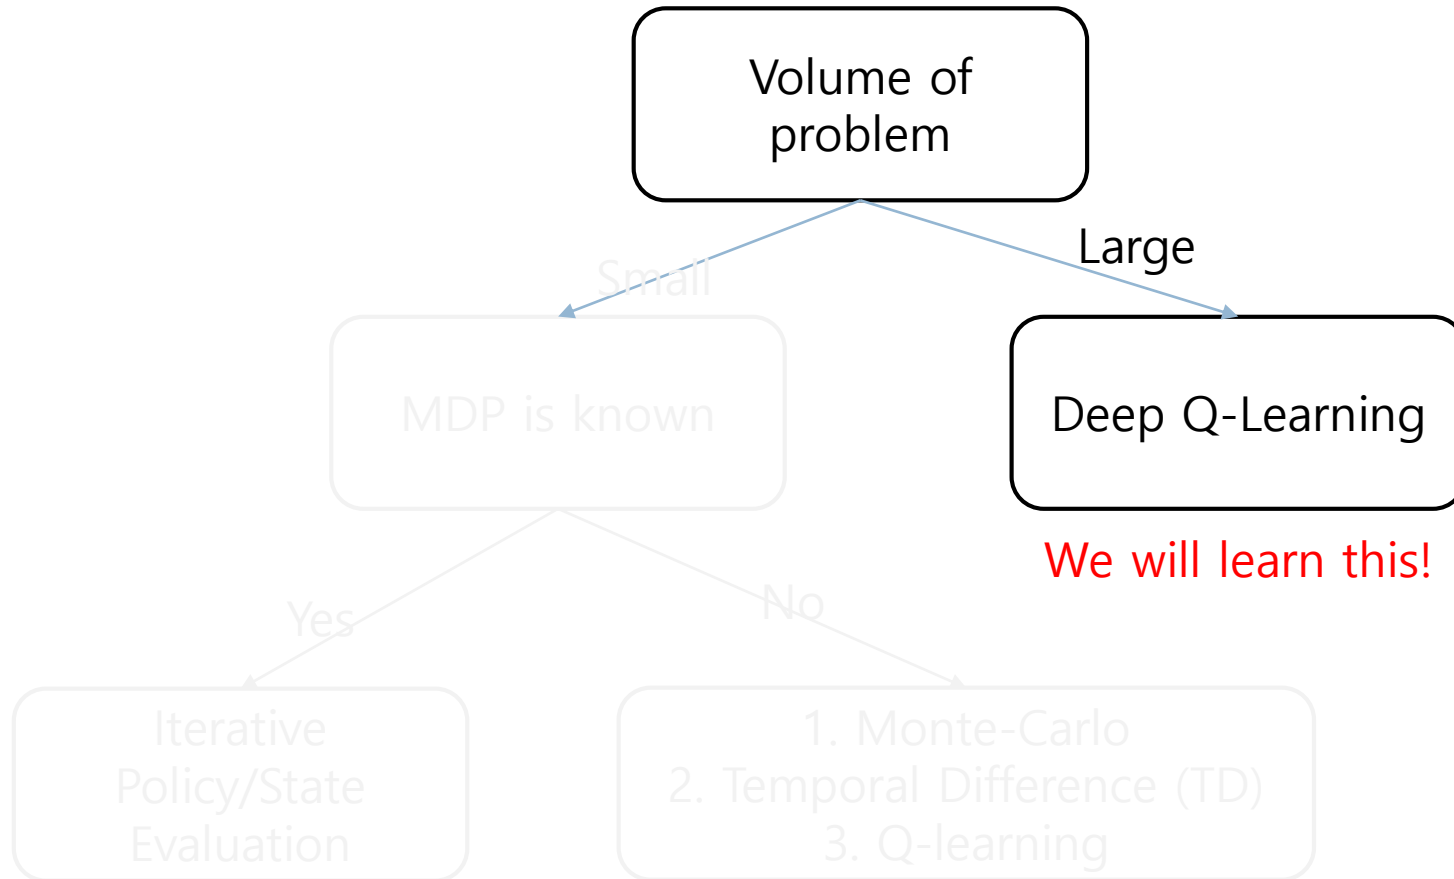 Volume of
problem
Small
Large
MDP is known
Deep Q-Learning
We will learn this!
Yes
No
Iterative
Policy/State
Evaluation
1. Monte-Carlo
2. Temporal Difference (TD)
3. Q-learning